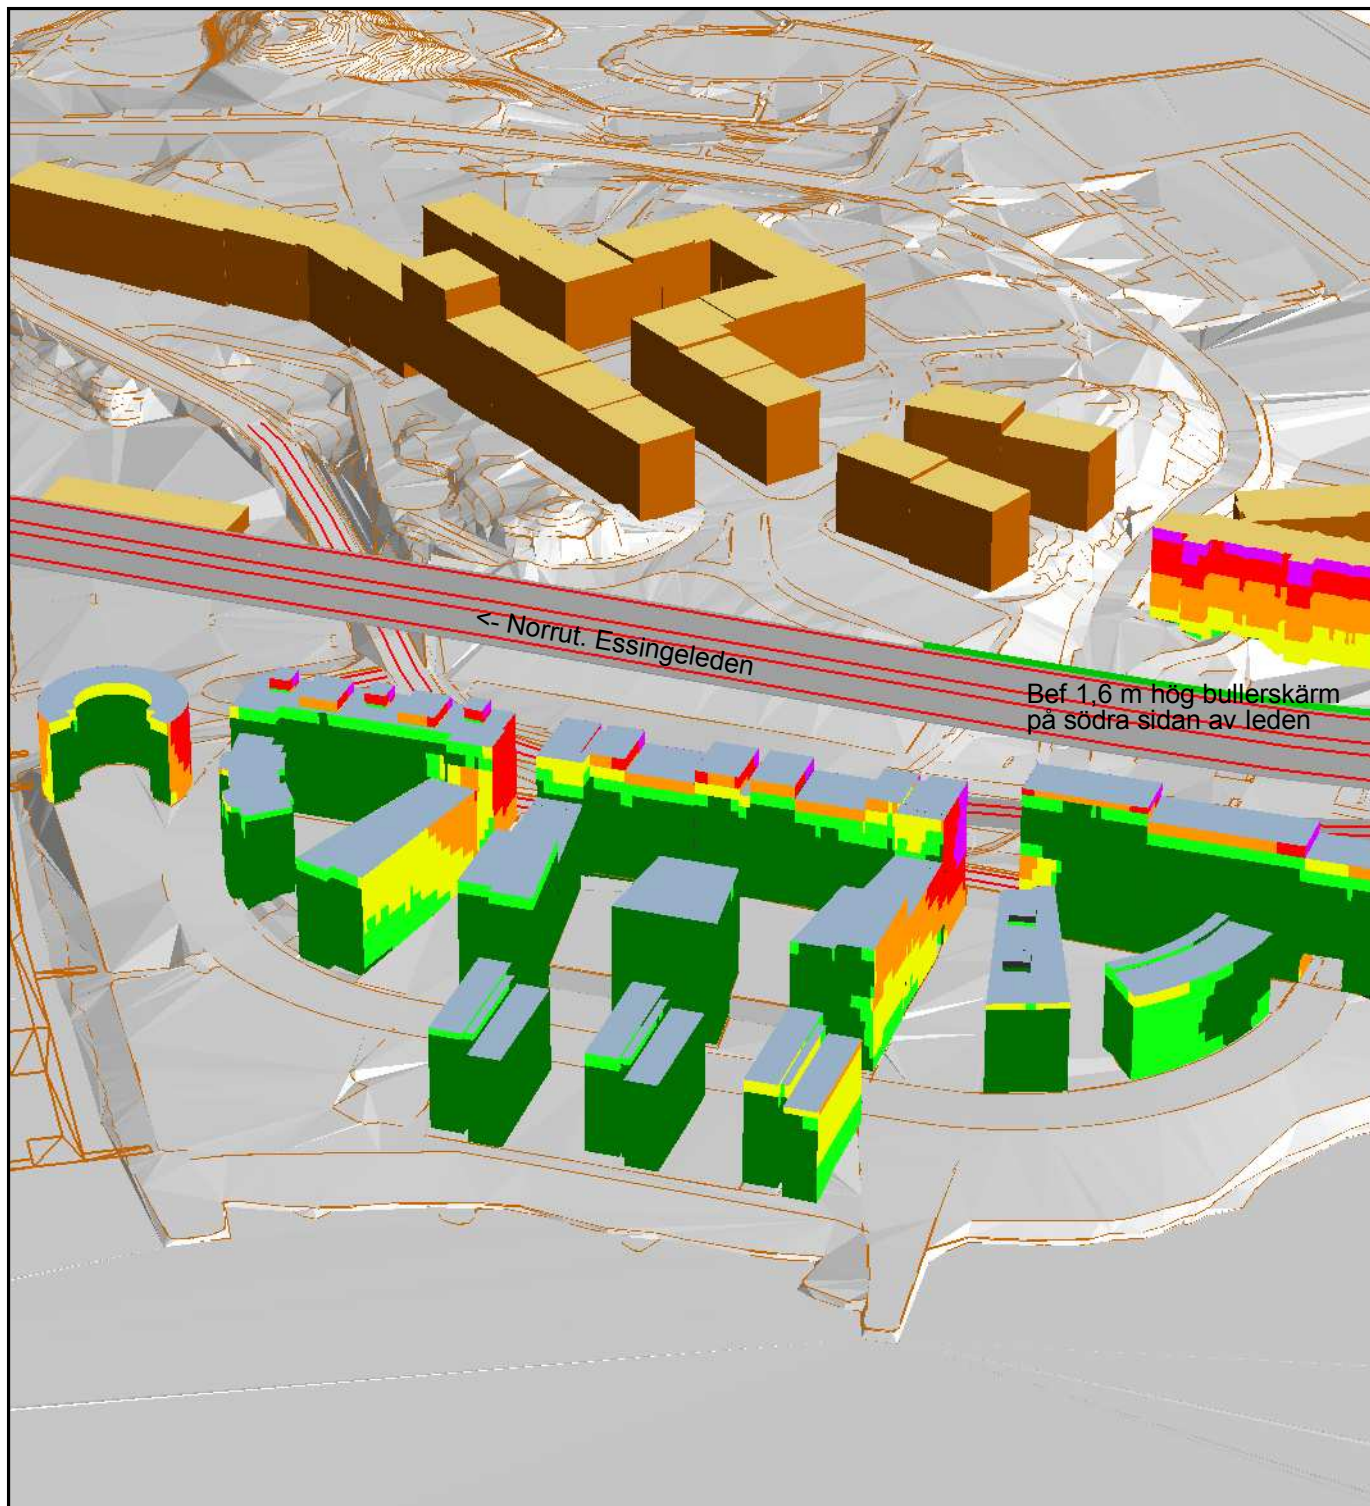 <- Norrut. Essingeleden
Bef 1,6 m hög bullerskärm
på södra sidan av leden